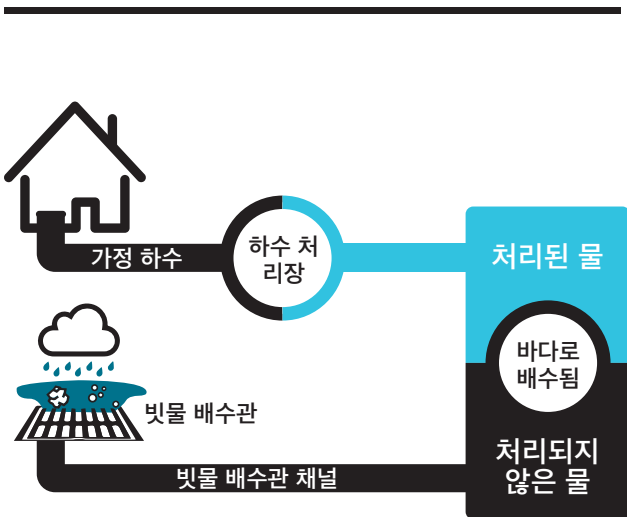 가정 하수
하수 처
리장
처리된 물
바다로
배수됨
빗물 배수관
빗물 배수관 채널
처리되지
않은 물